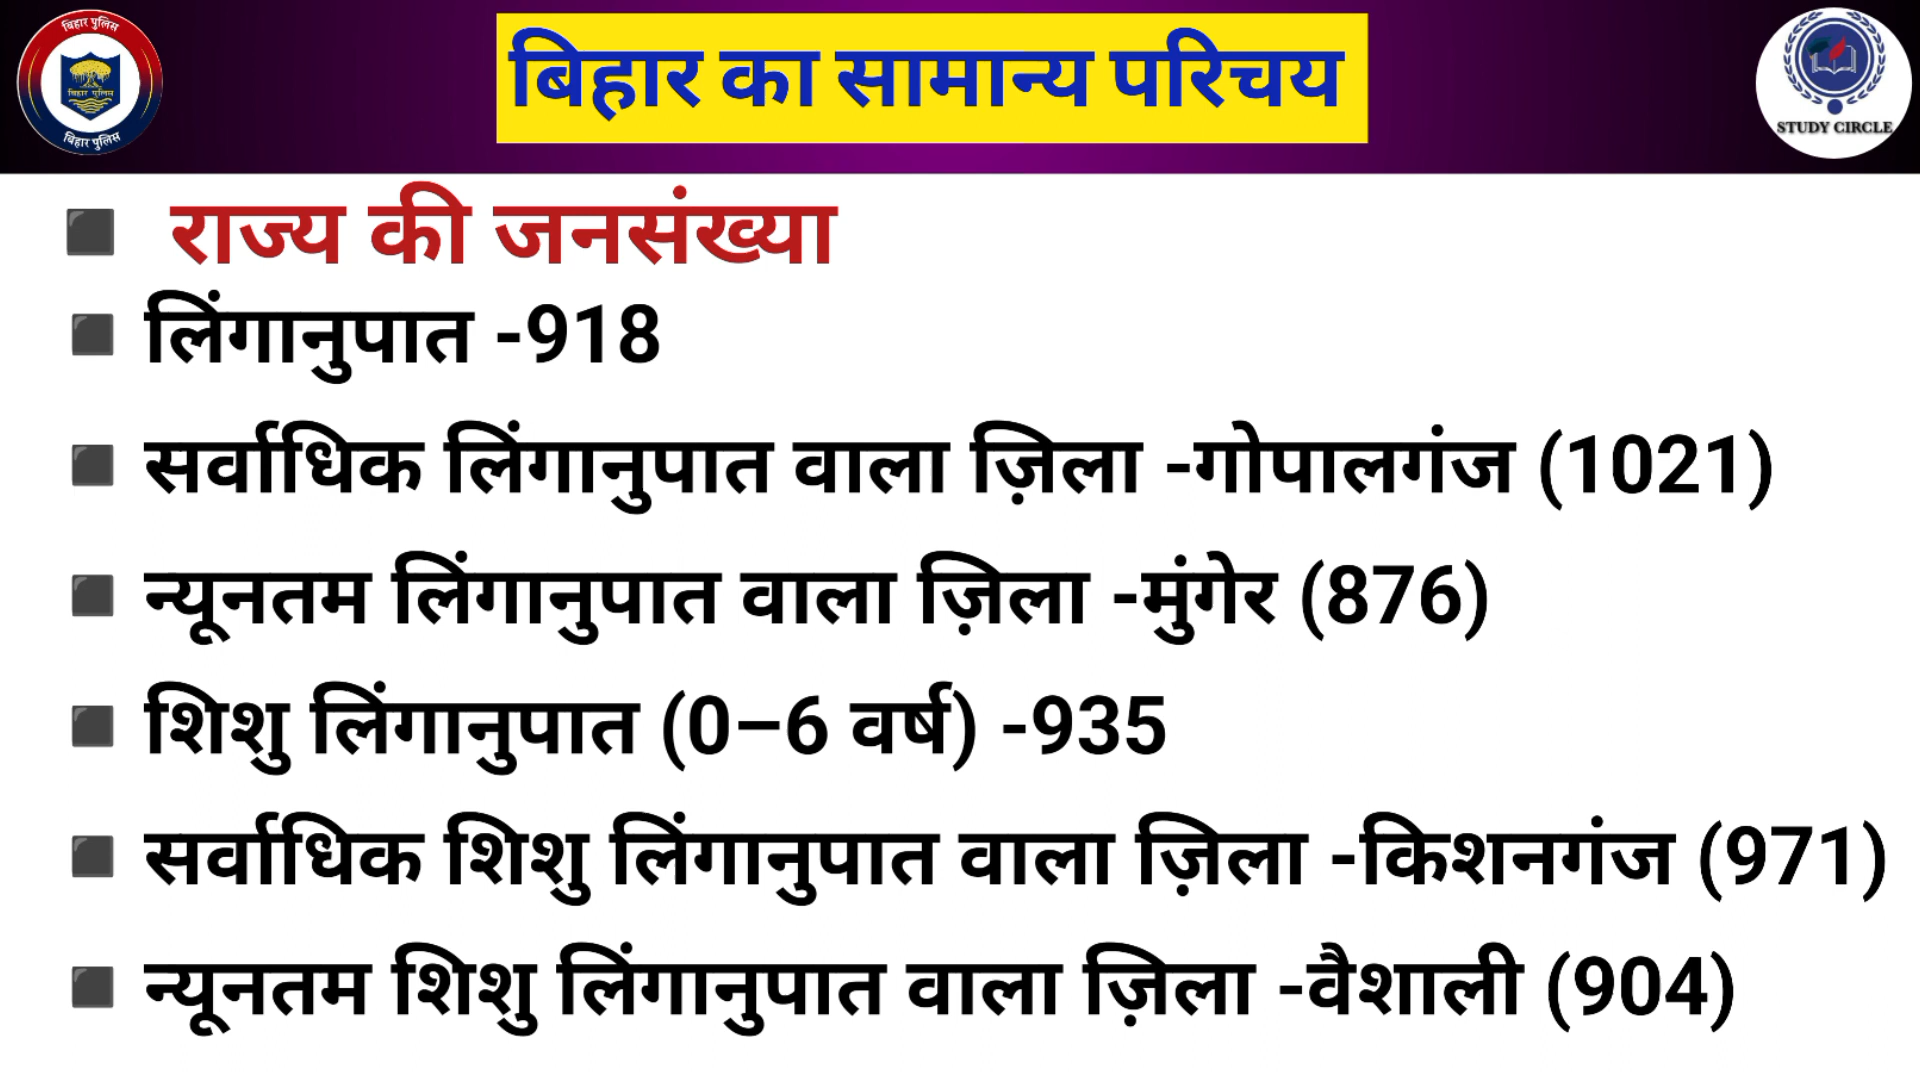 बिहार पुलिस
बिहार पुलिस
बिहार पुलिस
बिहार का सामान्य परिचय
STUDY CIRCLE
राज्य की जनसंख्या
लिंगानुपात -918
सर्वाधिक लिंगानुपात वाला ज़िला -गोपालगंज (1021)
न्यूनतम लिंगानुपात वाला ज़िला -मुंगेर (876)
शिशु लिंगानुपात (0–6 वर्ष) -935
सर्वाधिक शिशु लिंगानुपात वाला ज़िला -किशनगंज (971)
न्यूनतम शिशु लिंगानुपात वाला ज़िला -वैशाली (904)